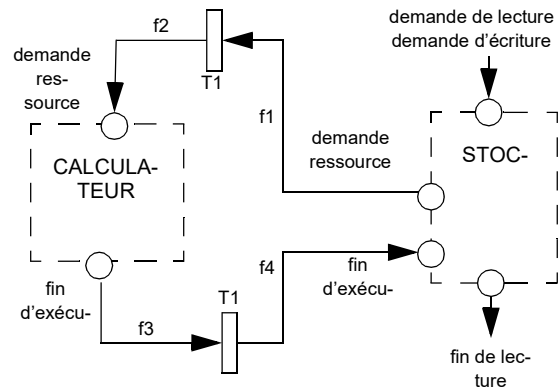 demande de lecture
demande d'écriture
f2
demande
res-
source
T1
f1
demande
ressource
STOC-
CALCULA-
TEUR
f4
fin
d'exécu-
fin
d'exécu-
T1
f3
fin de lec-
ture